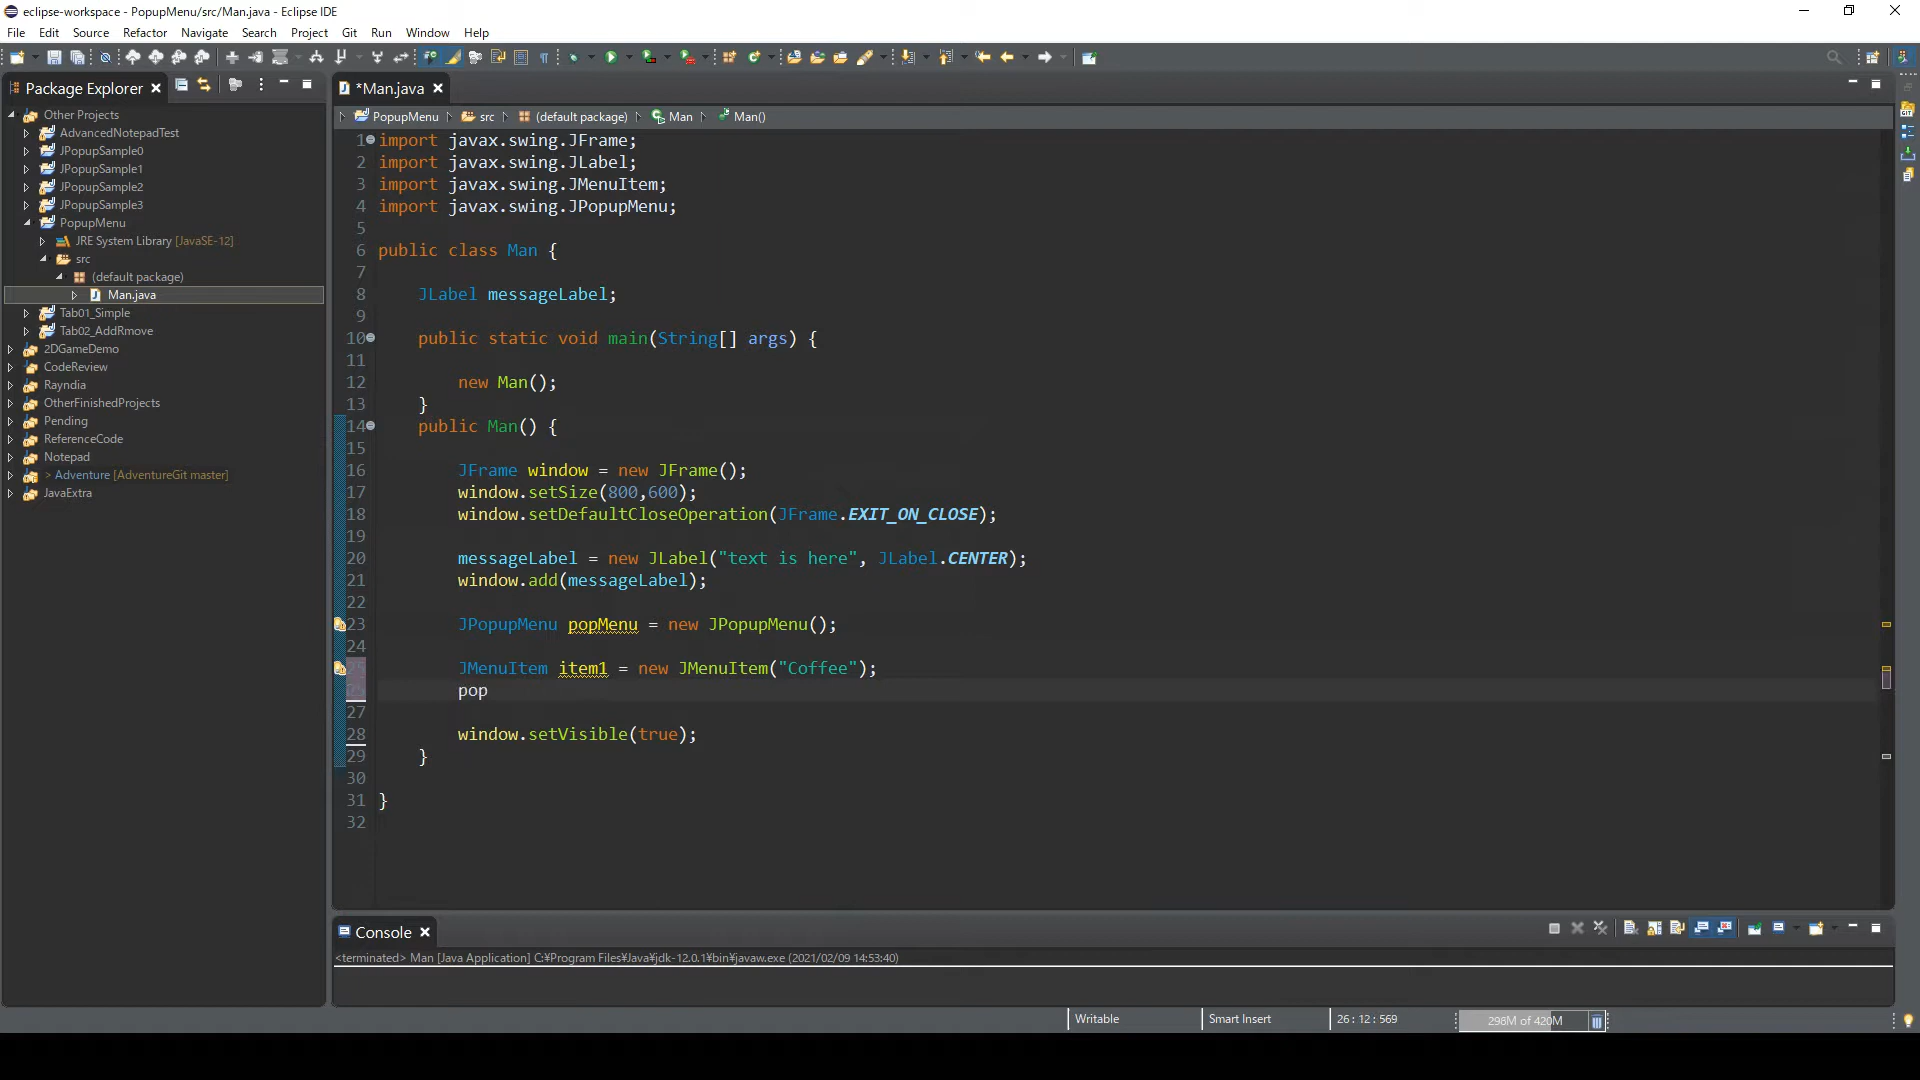 eclipse-workspace - PopupMenu/src/Man.java - Eclipse IDE
File Edit Source Refactor Navigate Search Project Git Run Window Help
Package Explorer
Other Projects
AdvancedNotepadTest
JPopupSample0
JPopupSample1
JPopupSample2
JPopupSample3
PopupMenu
JRE System Library [JavaSE-12]
src
(default package)
Man.java
Tab01_Simple
Tab02_AddRmove
2DGameDemo
CodeReview
Rayndia
OtherFinishedProjects
Pending
ReferenceCode
Notepad
> Adventure [AdventureGit master]
JavaExtra
*Man.java
PopupMenu src (default package) Man Man()
1 import javax.swing.JFrame;
2 import javax.swing.JLabel;
3 import javax.swing.JMenuItem;
4 import javax.swing.JPopupMenu;
5
6 public class Man {
7
8 JLabel messageLabel;
9
10 public static void main(String[] args) {
11
12 new Man();
13 }
14 public Man() {
15
16 JFrame window = new JFrame();
17 window.setSize(800,600);
18 window.setDefaultCloseOperation(JFrame.EXIT_ON_CLOSE);
19
20 messageLabel = new JLabel("text is here", JLabel.CENTER);
21 window.add(messageLabel);
22
23 JPopupMenu popMenu = new JPopupMenu();
24
25 JMenuItem item1 = new JMenuItem("Coffee");
pop
27
28 window.setVisible(true);
29 }
30
31 }
32
Console
<terminated> Man [Java Application] C:¥Program Files¥Java¥jdk-12.0.1¥bin¥javaw.exe (2021/02/09 14:53:40)
Writable Smart Insert 26 : 12 : 569 298M of 420M